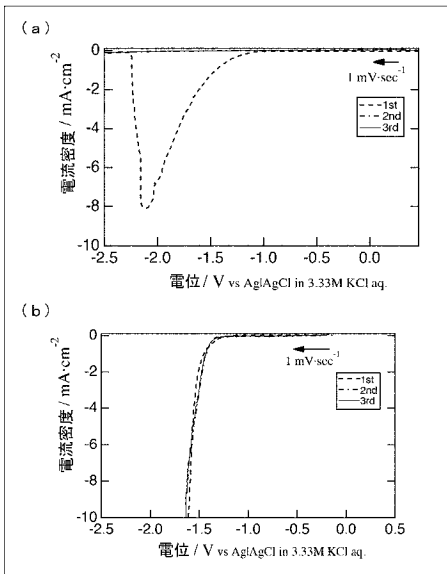 (a)
電流密度 / mA·cm⁻²
0
-2
-4
-6
-8
-10
1 mV·sec⁻¹
1st
2nd
3rd
-2.5 -2.0 -1.5 -1.0 -0.5 0.0
電位 / V vs Ag|AgCl in 3.33M KCl aq.
(b)
電流密度 / mA·cm⁻²
0
-2
-4
-6
-8
-10
1 mV·sec⁻¹
1st
2nd
3rd
-2.5 -2.0 -1.5 -1.0 -0.5 0.0 0.5
電位 / V vs Ag|AgCl in 3.33M KCl aq.